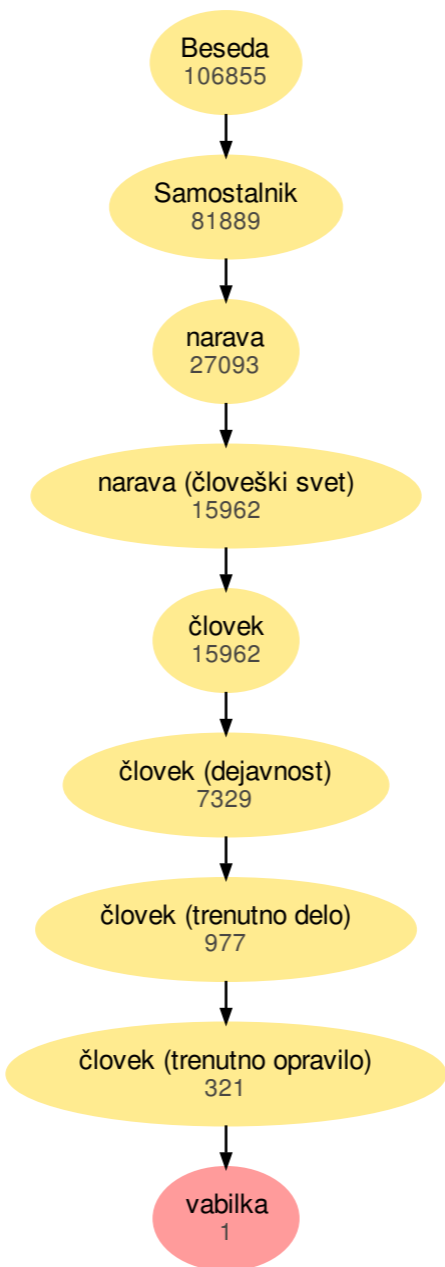 Beseda
106855
Samostalnik
81889
narava
27093
narava (človeški svet)
15962
človek
15962
človek (dejavnost)
7329
človek (trenutno delo)
977
človek (trenutno opravilo)
321
vabilka
1